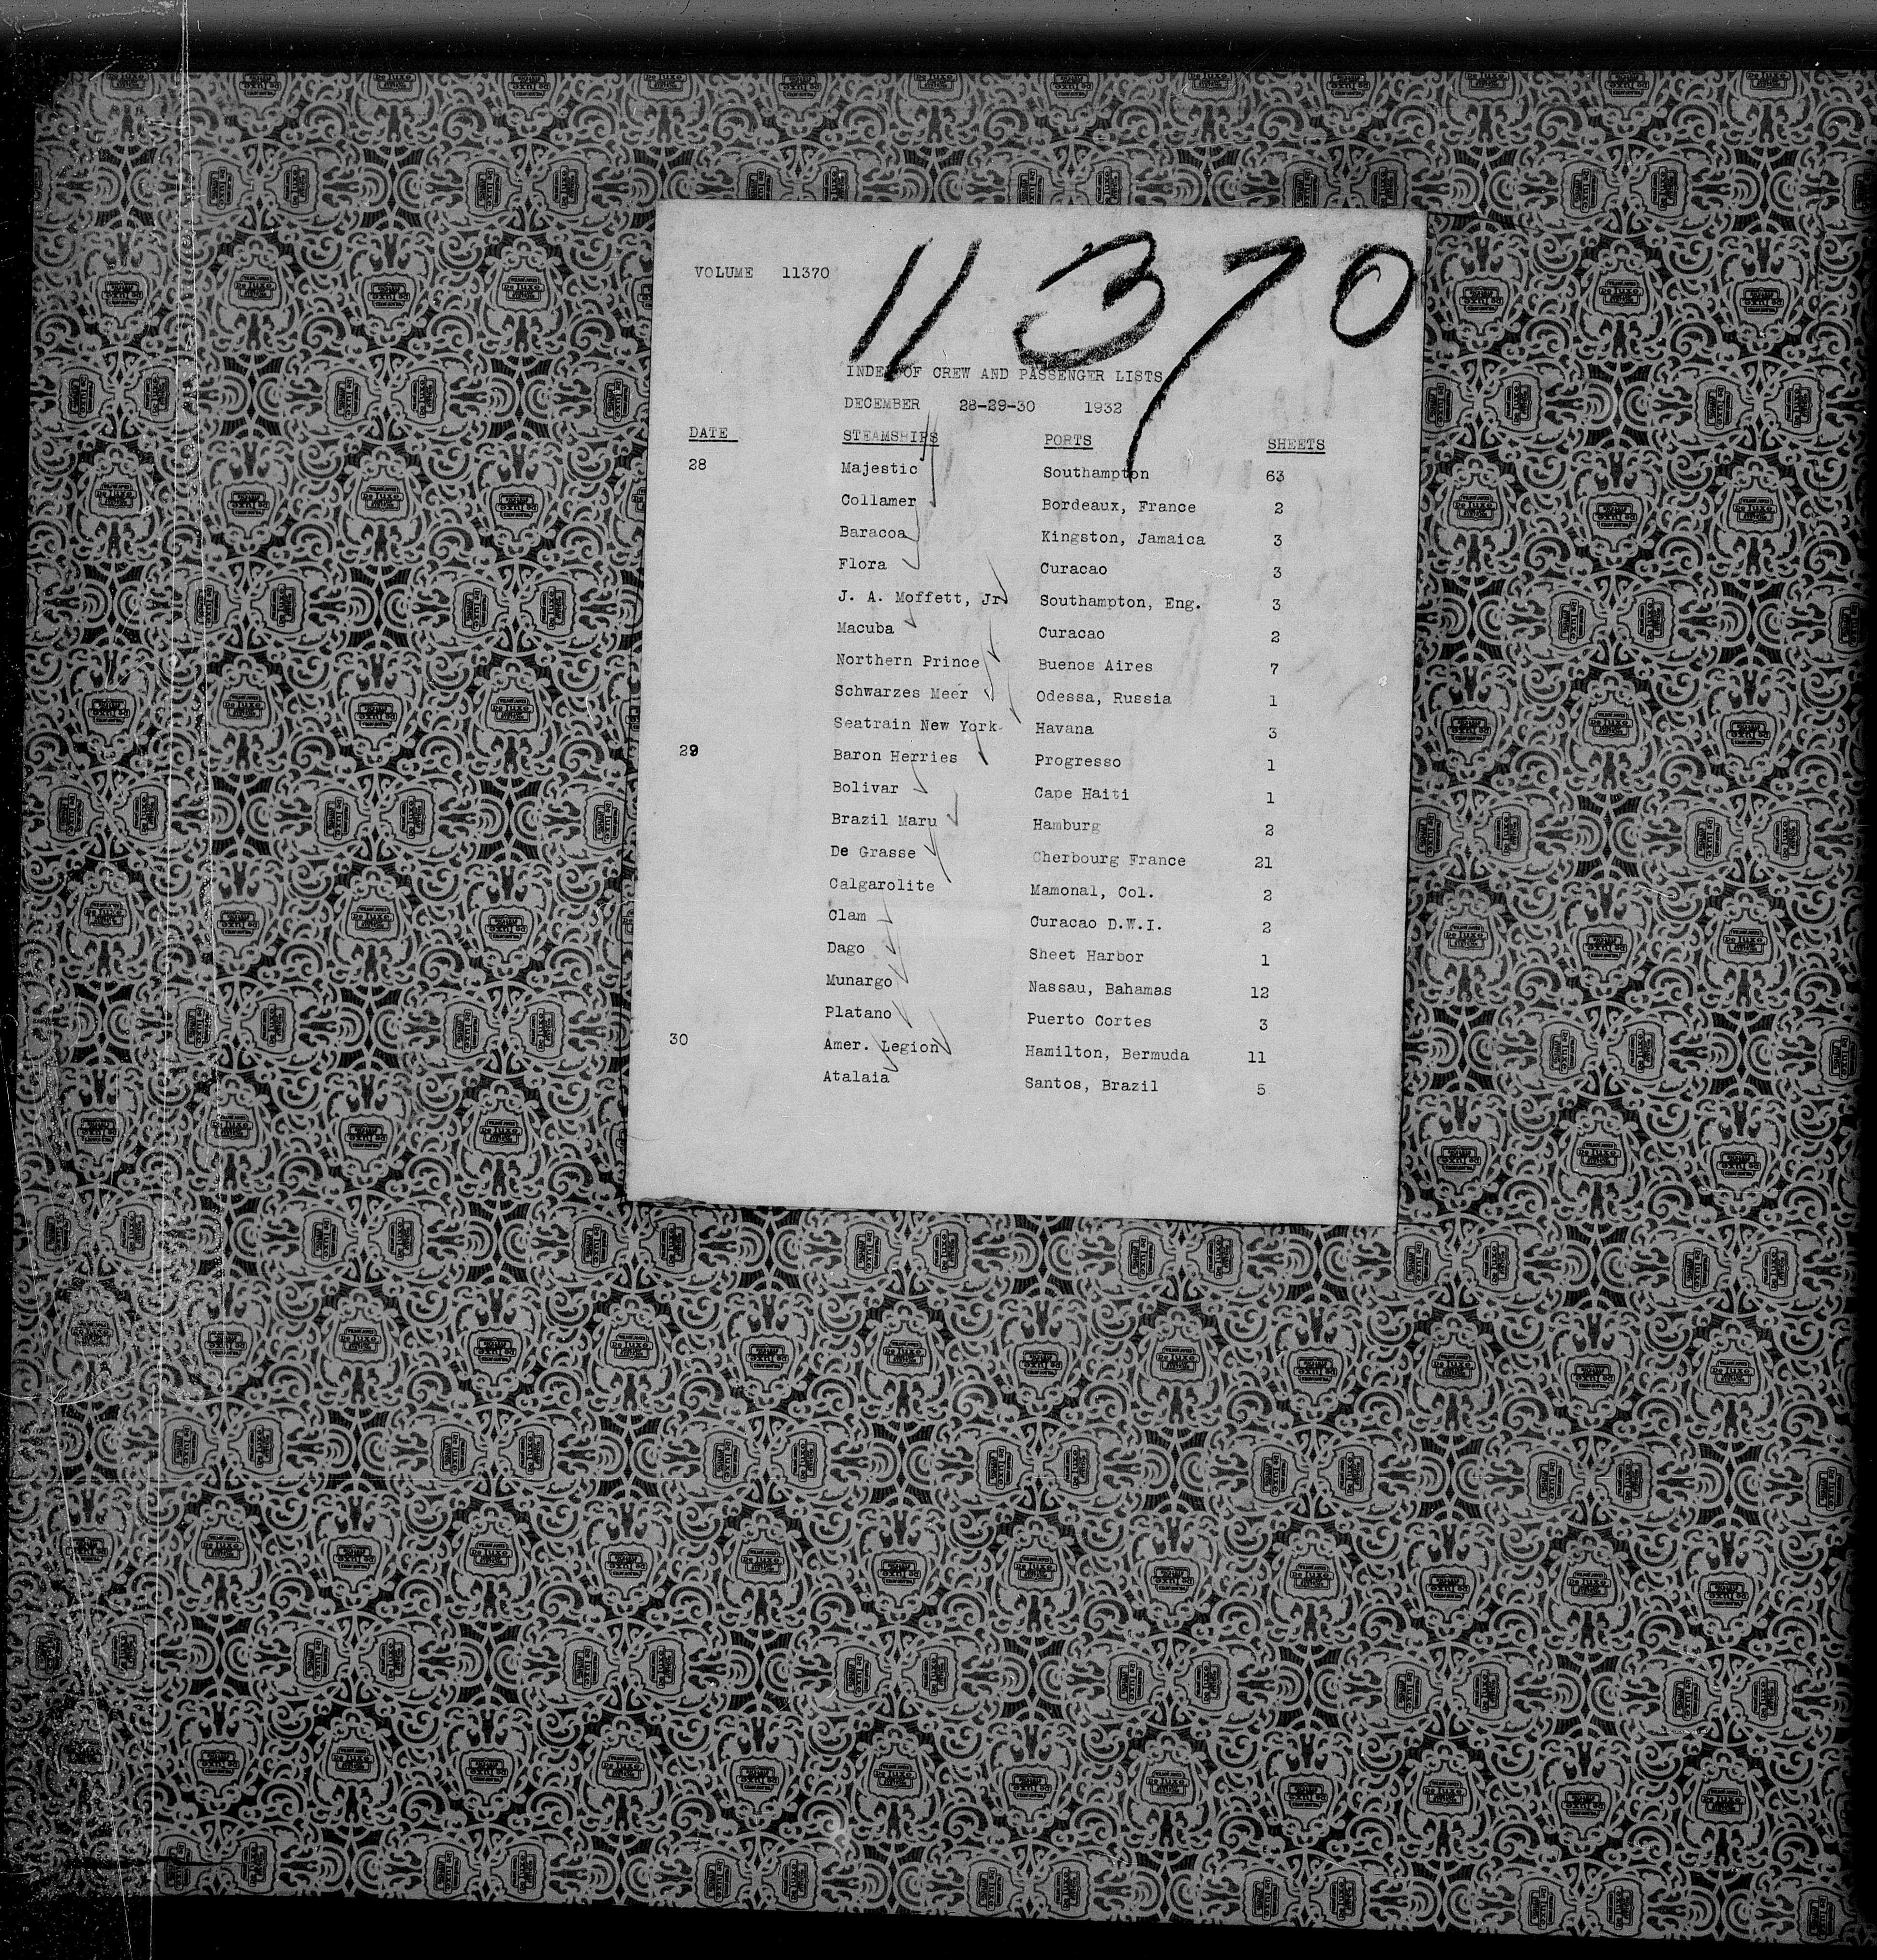 VOLUME 11370
11370
INDEX OF CREW AND PASSENGER LISTS
DECEMBER 28-29-30 1932
DATE STEAMSHIPS PORTS SHEETS
28 Majestic Southampton 63
Collamer Bordeaux, France 2
Baracoa Kingston, Jamaica 3
Flora Curacao 3
J. A. Moffett, Jr Southampton, Eng. 3
Macuba Curacao 2
Northern Prince Buenos Aires 7
Schwarzes Meer Odessa, Russia 1
Seatrain New York Havana 3
29 Baron Herries Progresso 1
Bolivar Cape Haiti 1
Brazil Maru Hamburg 2
De Grasse Cherbourg France 21
Calgarolite Mamonal, Col. 2
Clam Curacao D.W.I. 2
Dago Sheet Harbor 1
Munargo Nassau, Bahamas 12
Platano Puerto Cortes 3
30 Amer. Legion Hamilton, Bermuda 11
Atalaia Santos, Brazil 5